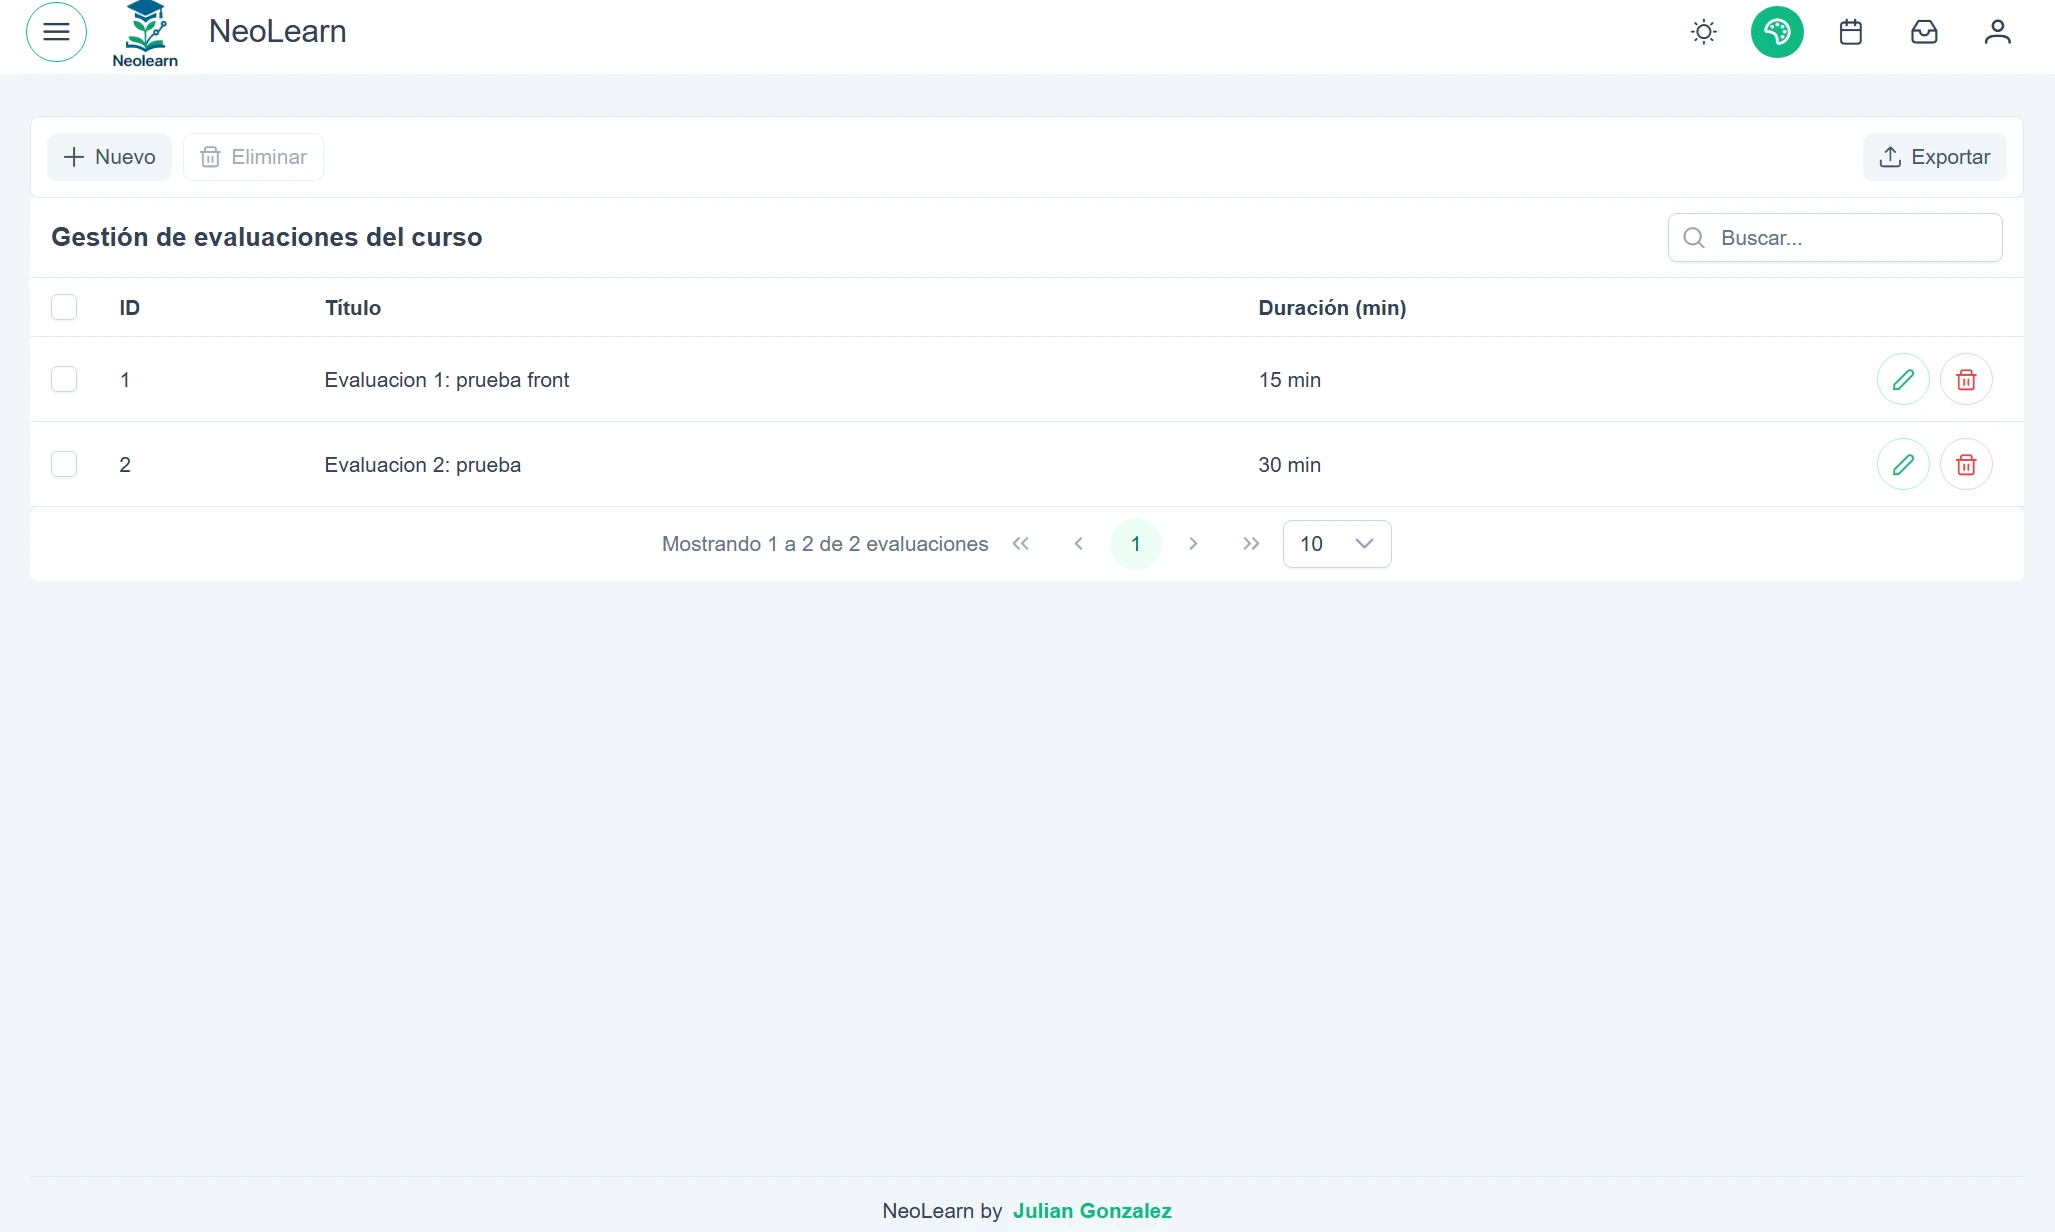 Neolearn
NeoLearn
Nuevo Eliminar Exportar
Gestión de evaluaciones del curso Buscar...
ID Título Duración (min)
1 Evaluacion 1: prueba front 15 min
2 Evaluacion 2: prueba 30 min
Mostrando 1 a 2 de 2 evaluaciones 1 10
NeoLearn by Julian Gonzalez